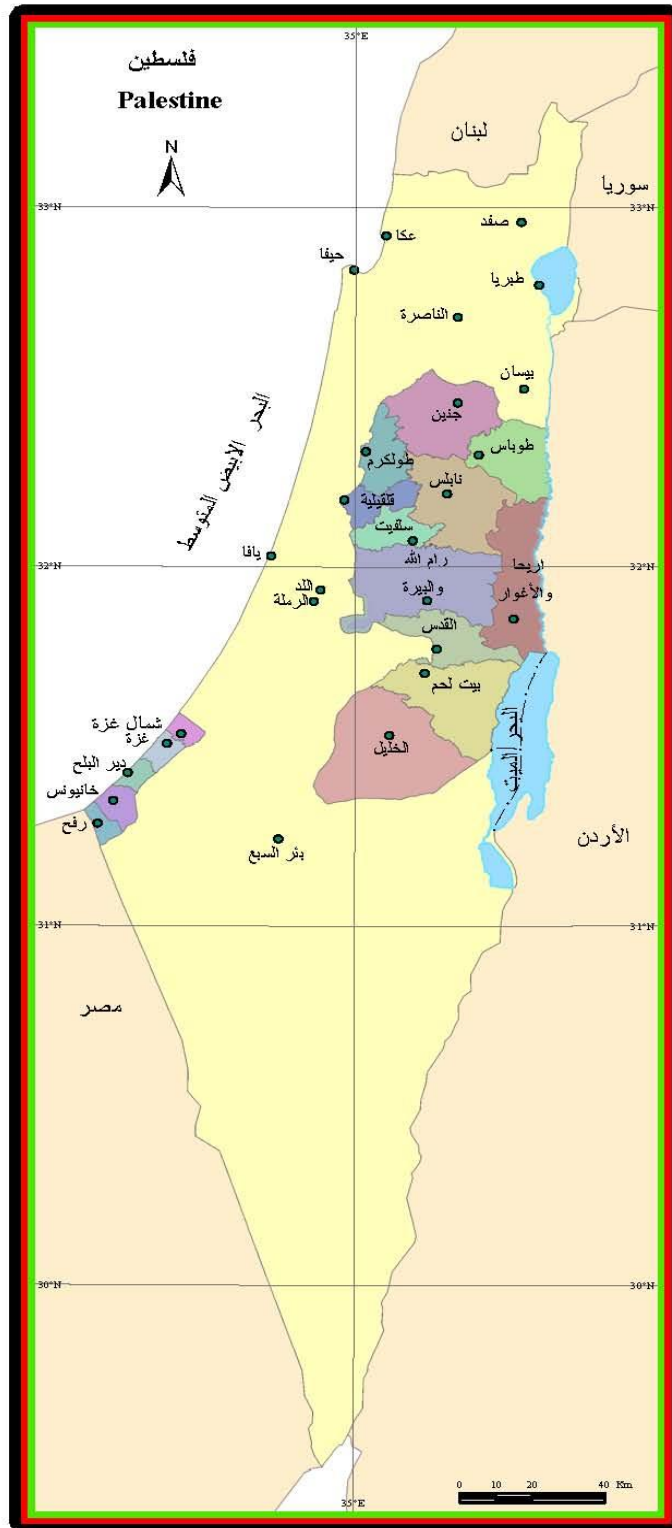 فلسطين
Palestine
N
35°E
لبنان
سوريا
33°N
33°N
صفد
عكا
حيفا
طبريا
الناصرة
بيسان
جنين
البحر الابيض المتوسط
طولكرم
طوباس
نابلس
قلقيلية
سلفيت
يافا
32°N
32°N
رام الله
والبيرة
اريحا
والأغوار
اللد
الرملة
القدس
بيت لحم
البحر الميت
شمال غزة
غزة
الخليل
دير البلح
خانيونس
رفح
بئر السبع
الأردن
31°N
31°N
مصر
30°N
30°N
0 10 20 40 Km
35°E